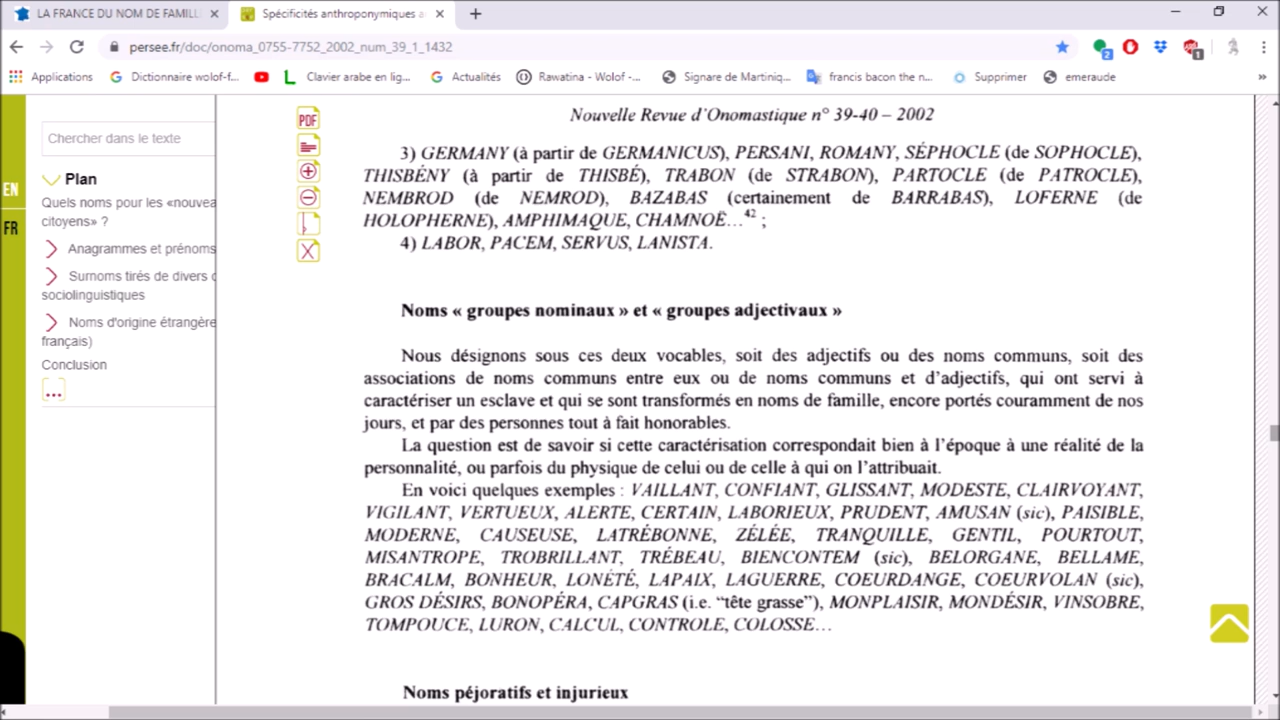 LA FRANCE DU NOM DE FAMILL
Spécificités anthroponymiques a
persee.fr/doc/onoma_0755-7752_2002_num_39_1_1432
2
1
Applications
Dictionnaire wolof-f...
Clavier arabe en lig...
Actualités
Rawatina - Wolof -...
Signare de Martiniq...
francis bacon the n...
Supprimer
emeraude
»
EN
FR
Chercher dans le texte
Plan
Quels noms pour les «nouvea
citoyens» ?
Anagrammes et prénoms
Surnoms tirés de divers c
sociolinguistiques
Noms d'origine étrangère
français)
Conclusion
...
PDF
Nouvelle Revue d'Onomastique n° 39-40 – 2002
3) GERMANY (à partir de GERMANICUS), PERSANI, ROMANY, SÉPHOCLE (de SOPHOCLE),
THISBÉNY (à partir de THISBÉ), TRABON (de STRABON), PARTOCLE (de PATROCLE),
NEMBROD (de NEMROD), BAZABAS (certainement de BARRABAS), LOFERNE (de
HOLOPHERNE), AMPHIMAQUE, CHAMNOË...42 ;
4) LABOR, PACEM, SERVUS, LANISTA.
Noms « groupes nominaux » et « groupes adjectivaux »
Nous désignons sous ces deux vocables, soit des adjectifs ou des noms communs, soit des
associations de noms communs entre eux ou de noms communs et d'adjectifs, qui ont servi à
caractériser un esclave et qui se sont transformés en noms de famille, encore portés couramment de nos
jours, et par des personnes tout à fait honorables.
La question est de savoir si cette caractérisation correspondait bien à l'époque à une réalité de la
personnalité, ou parfois du physique de celui ou de celle à qui on l'attribuait.
En voici quelques exemples : VAILLANT, CONFIANT, GLISSANT, MODESTE, CLAIRVOYANT,
VIGILANT, VERTUEUX, ALERTE, CERTAIN, LABORIEUX, PRUDENT, AMUSAN (sic), PAISIBLE,
MODERNE, CAUSEUSE, LATRÉBONNE, ZÉLÉE, TRANQUILLE, GENTIL, POURTOUT,
MISANTROPE, TROBRILLANT, TRÉBEAU, BIENCONTEM (sic), BELORGANE, BELLAME,
BRACALM, BONHEUR, LONÉTÉ, LAPAIX, LAGUERRE, COEURDANGE, COEURVOLAN (sic),
GROS DÉSIRS, BONOPÉRA, CAPGRAS (i.e. “tête grasse”), MONPLAISIR, MONDÉSIR, VINSOBRE,
TOMPOUCE, LURON, CALCUL, CONTROLE, COLOSSE...
Noms péjoratifs et injurieux